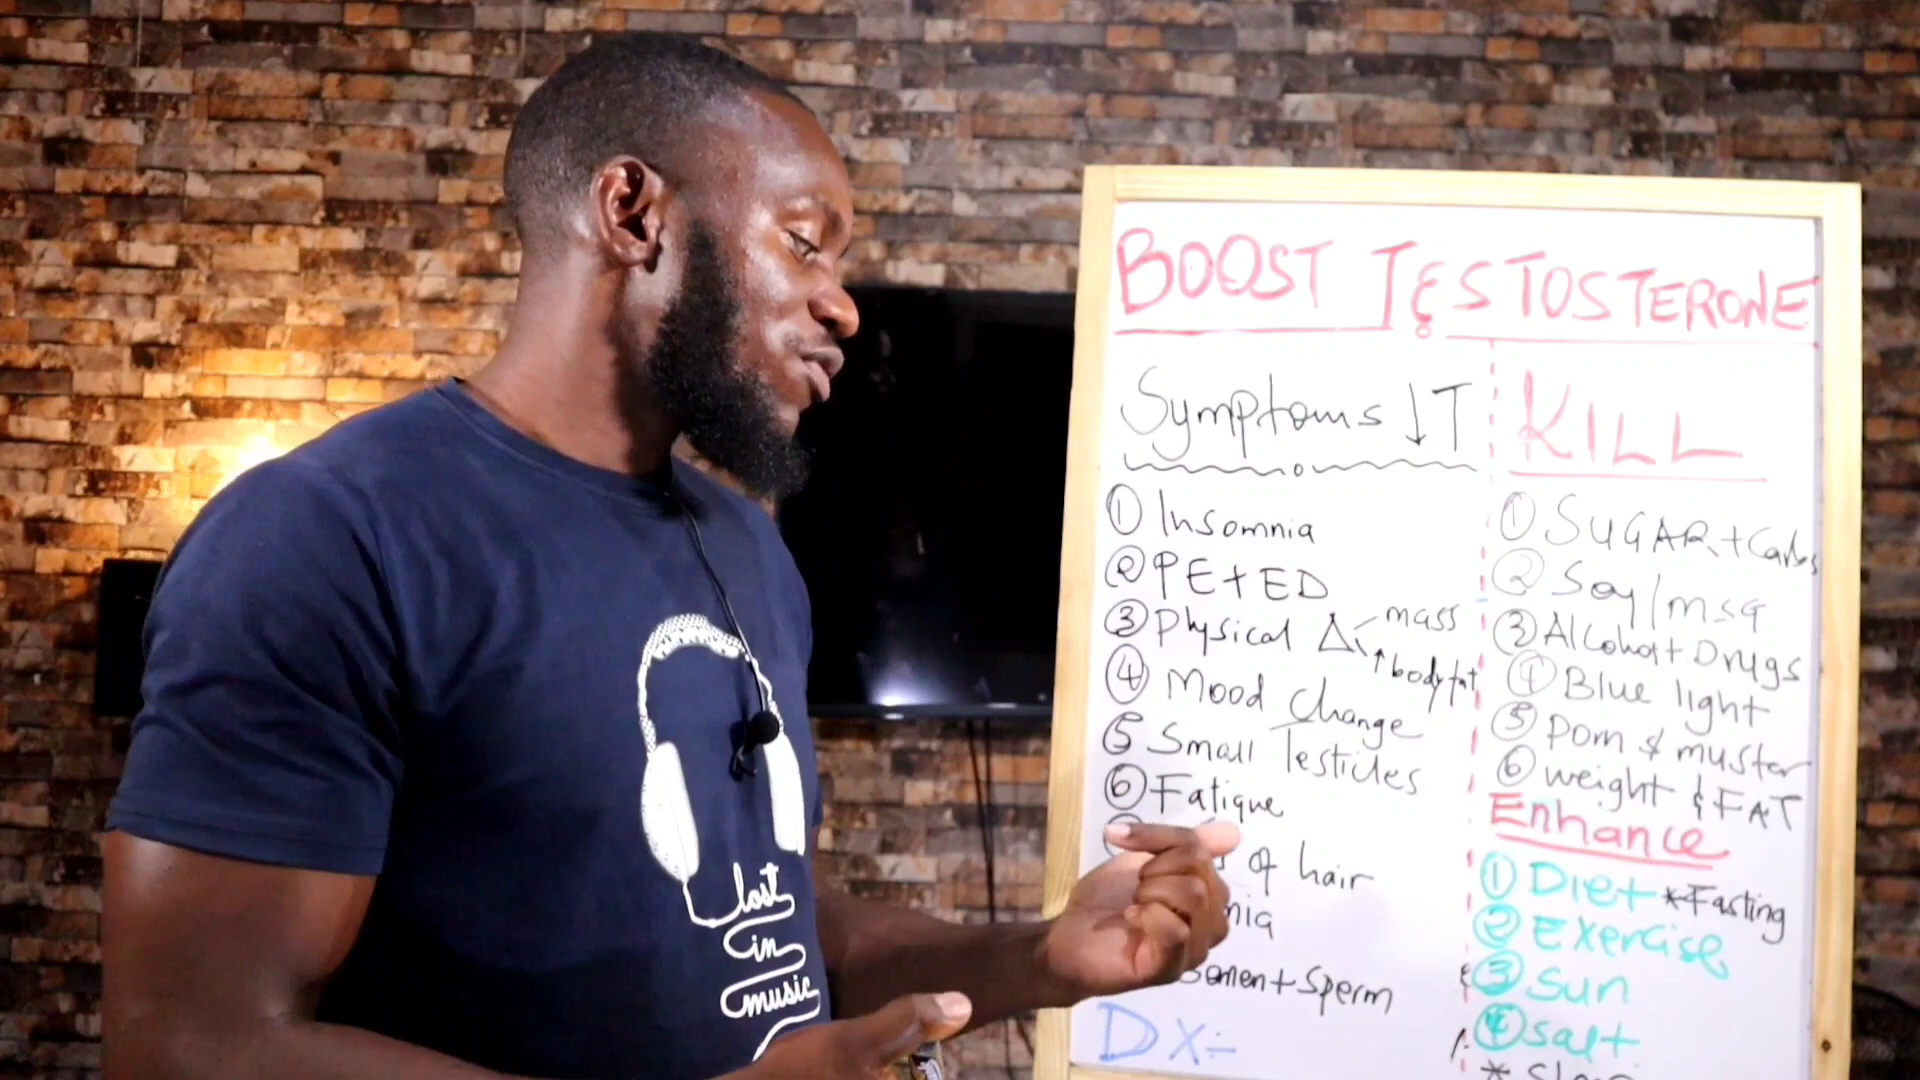 BOOST TESTOSTERONE
Symptoms ↓T
① Insomnia
② PE + ED
③ Physical Δ mass
↑ body fat
④ Mood Change
⑤ Small Testicles
⑥ Fatigue
of hair
Semen + Sperm
DX:-
KILL
① SUGAR + Carbs
② Soy / MSG
③ Alcohol + Drugs
④ Blue light
⑤ Porn & muster
⑥ weight & FAT
Enhance
① Diet *Fasting
② Exercise
③ Sun
④ Salt
lost
in
music